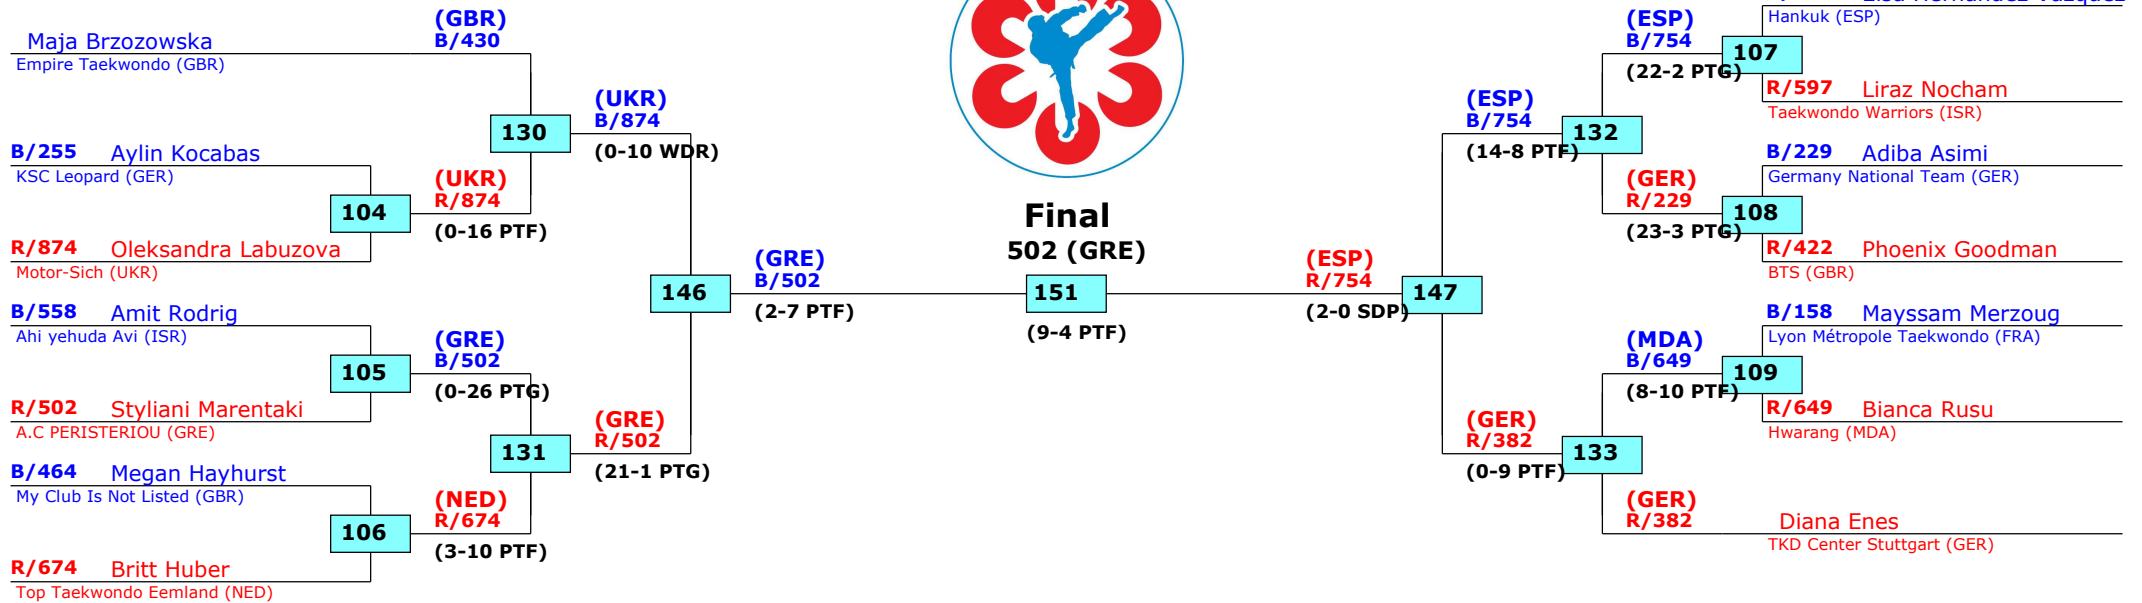 (GBR)
B/430
Maja Brzozowska
Empire Taekwondo (GBR)
130
(UKR)
B/874
(0-10 WDR)
B/255 Aylin Kocabas
KSC Leopard (GER)
104
(UKR)
R/874
(0-16 PTF)
R/874 Oleksandra Labuzova
Motor-Sich (UKR)
146
(GRE)
B/502
(2-7 PTF)
B/558 Amit Rodrig
Ahi yehuda Avi (ISR)
105
(GRE)
B/502
(0-26 PTG)
R/502 Styliani Marentaki
A.C PERISTERIOU (GRE)
131
(GRE)
R/502
(21-1 PTG)
B/464 Megan Hayhurst
My Club Is Not Listed (GBR)
106
(NED)
R/674
(3-10 PTF)
R/674 Britt Huber
Top Taekwondo Eemland (NED)
Final
502 (GRE)
151
(9-4 PTF)
(ESP)
R/754
(2-0 SDP)
147
(ESP)
B/754
(14-8 PTF)
132
(ESP)
B/754
(22-2 PTG)
107
Hankuk (ESP)
R/597 Liraz Nocham
Taekwondo Warriors (ISR)
B/229 Adiba Asimi
Germany National Team (GER)
(GER)
R/229
(23-3 PTG)
108
R/422 Phoenix Goodman
BTS (GBR)
B/158 Mayssam Merzoug
Lyon Métropole Taekwondo (FRA)
(MDA)
B/649
(8-10 PTF)
109
R/649 Bianca Rusu
Hwarang (MDA)
(GER)
R/382
(0-9 PTF)
133
(GER)
R/382
Diana Enes
TKD Center Stuttgart (GER)